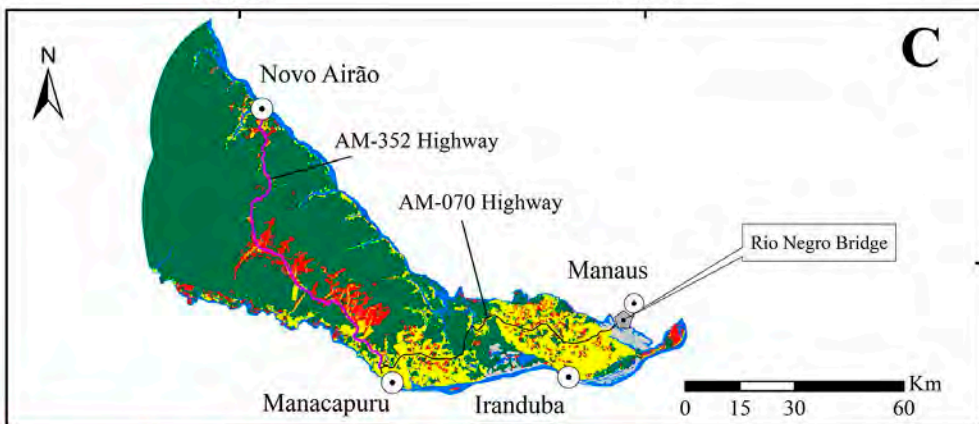 C
N
Novo Airão
AM-352 Highway
AM-070 Highway
Rio Negro Bridge
Manaus
Manacapuru
Iranduba
Km
0 15 30 60